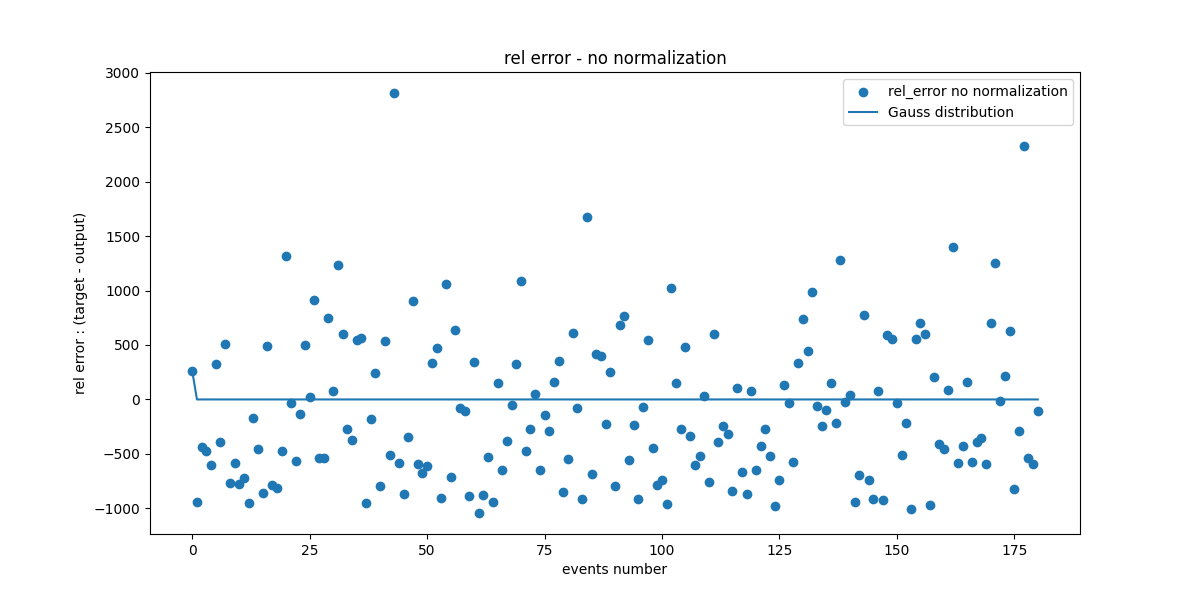 rel error - no normalization
rel_error no normalization
Gauss distribution
rel error : (target - output)
3000
2500
2000
1500
1000
500
0
−500
−1000
0 25 50 75 100 125 150 175
events number